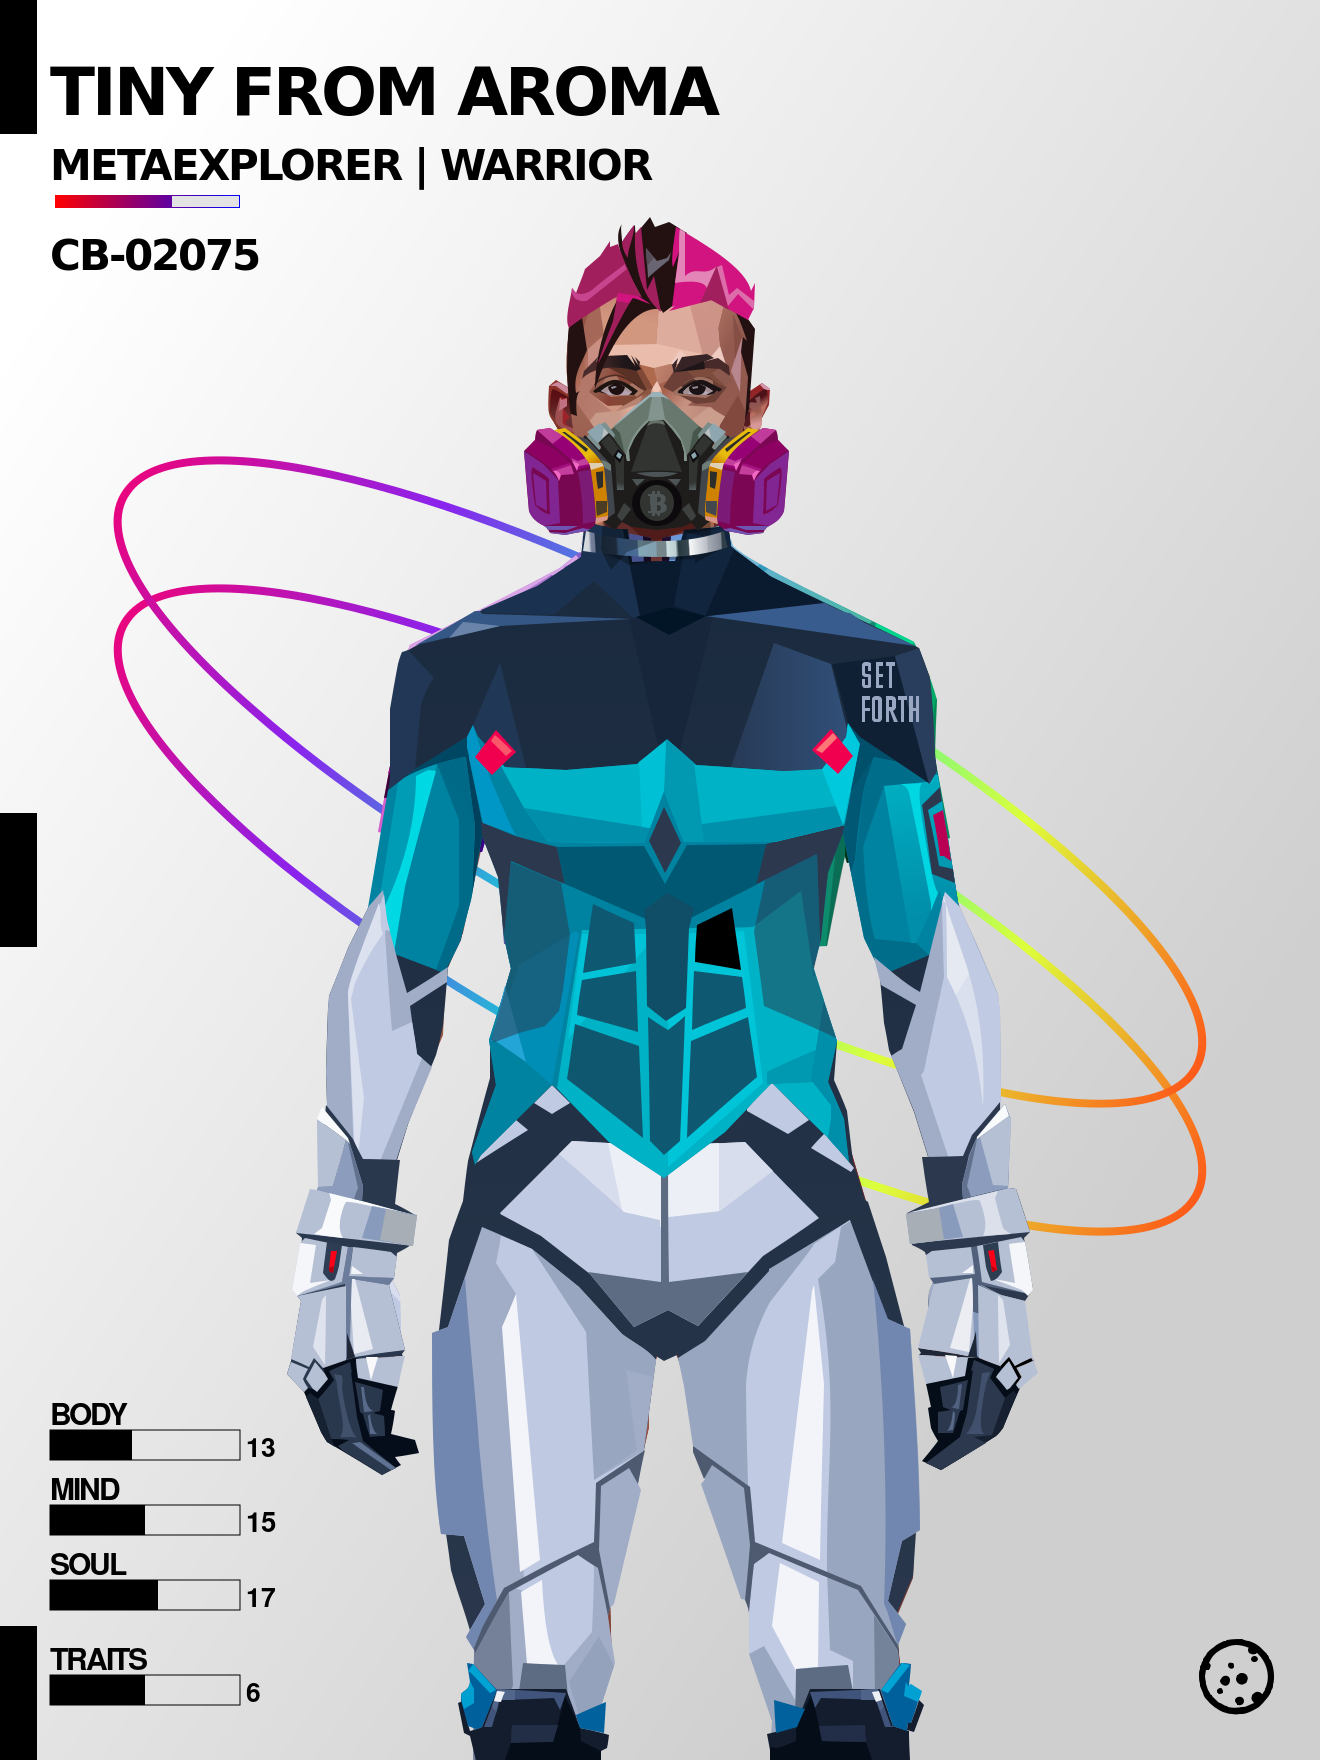 TINY FROM AROMA
METAEXPLORER | WARRIOR
CB-02075
SET
FORTH
BODY
13
MIND
15
SOUL
17
TRAITS
6